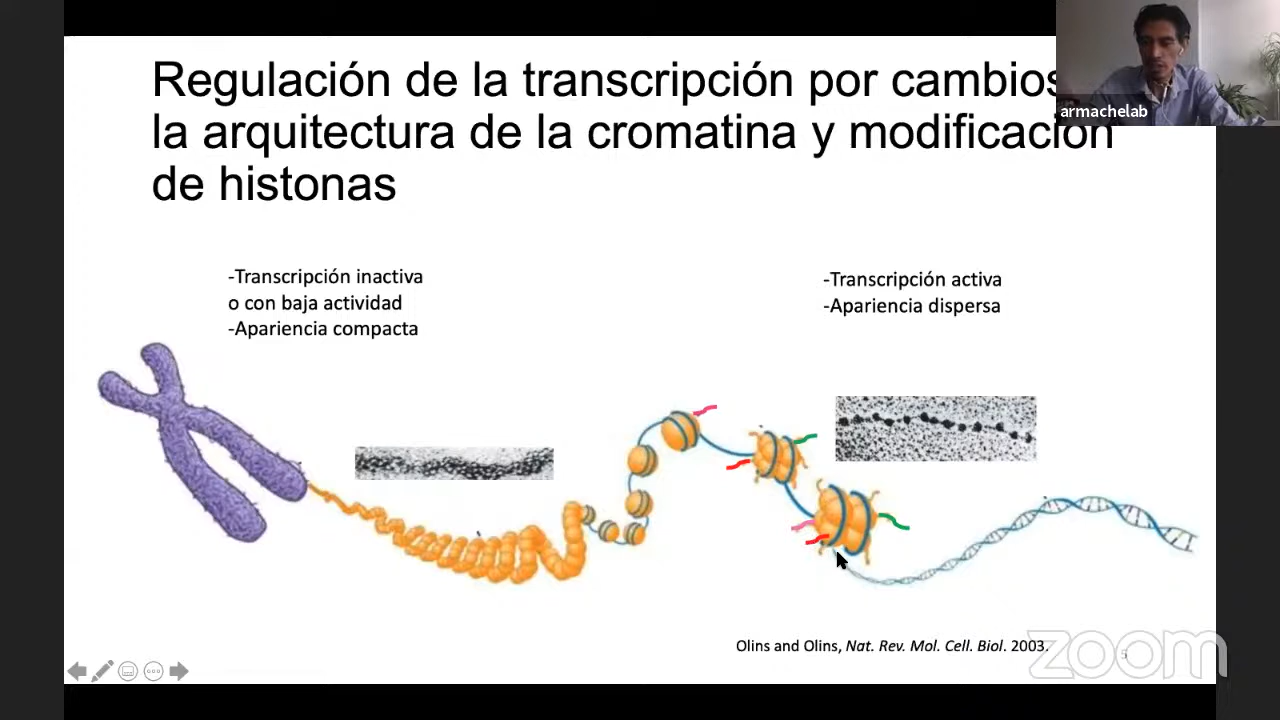 Regulación de la transcripción por cambios
la arquitectura de la cromatina y modificación
de histonas
armachelab
-Transcripción inactiva
o con baja actividad
-Apariencia compacta
-Transcripción activa
-Apariencia dispersa
Olins and Olins, Nat. Rev. Mol. Cell. Biol. 2003.
5
zoom